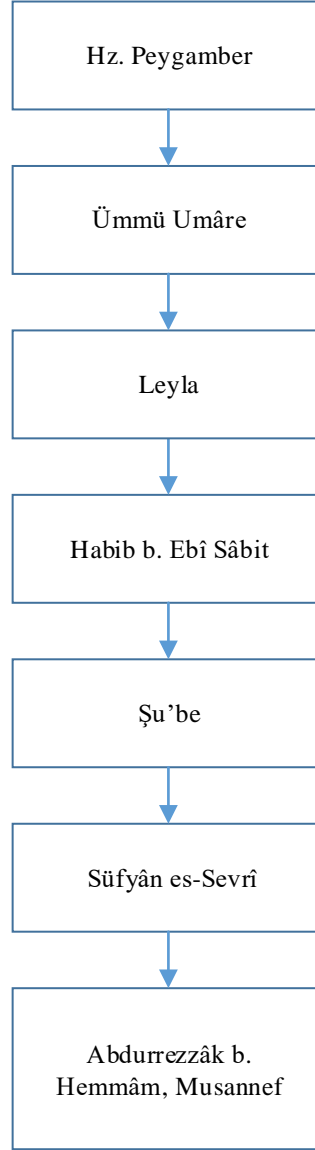 Hz. Peygamber
Ümmü Umâre
Leyla
Habib b. Ebî Sâbit
Şu’be
Süfyân es-Sevrî
Abdurrezzâk b.
Hemmâm, Musannef